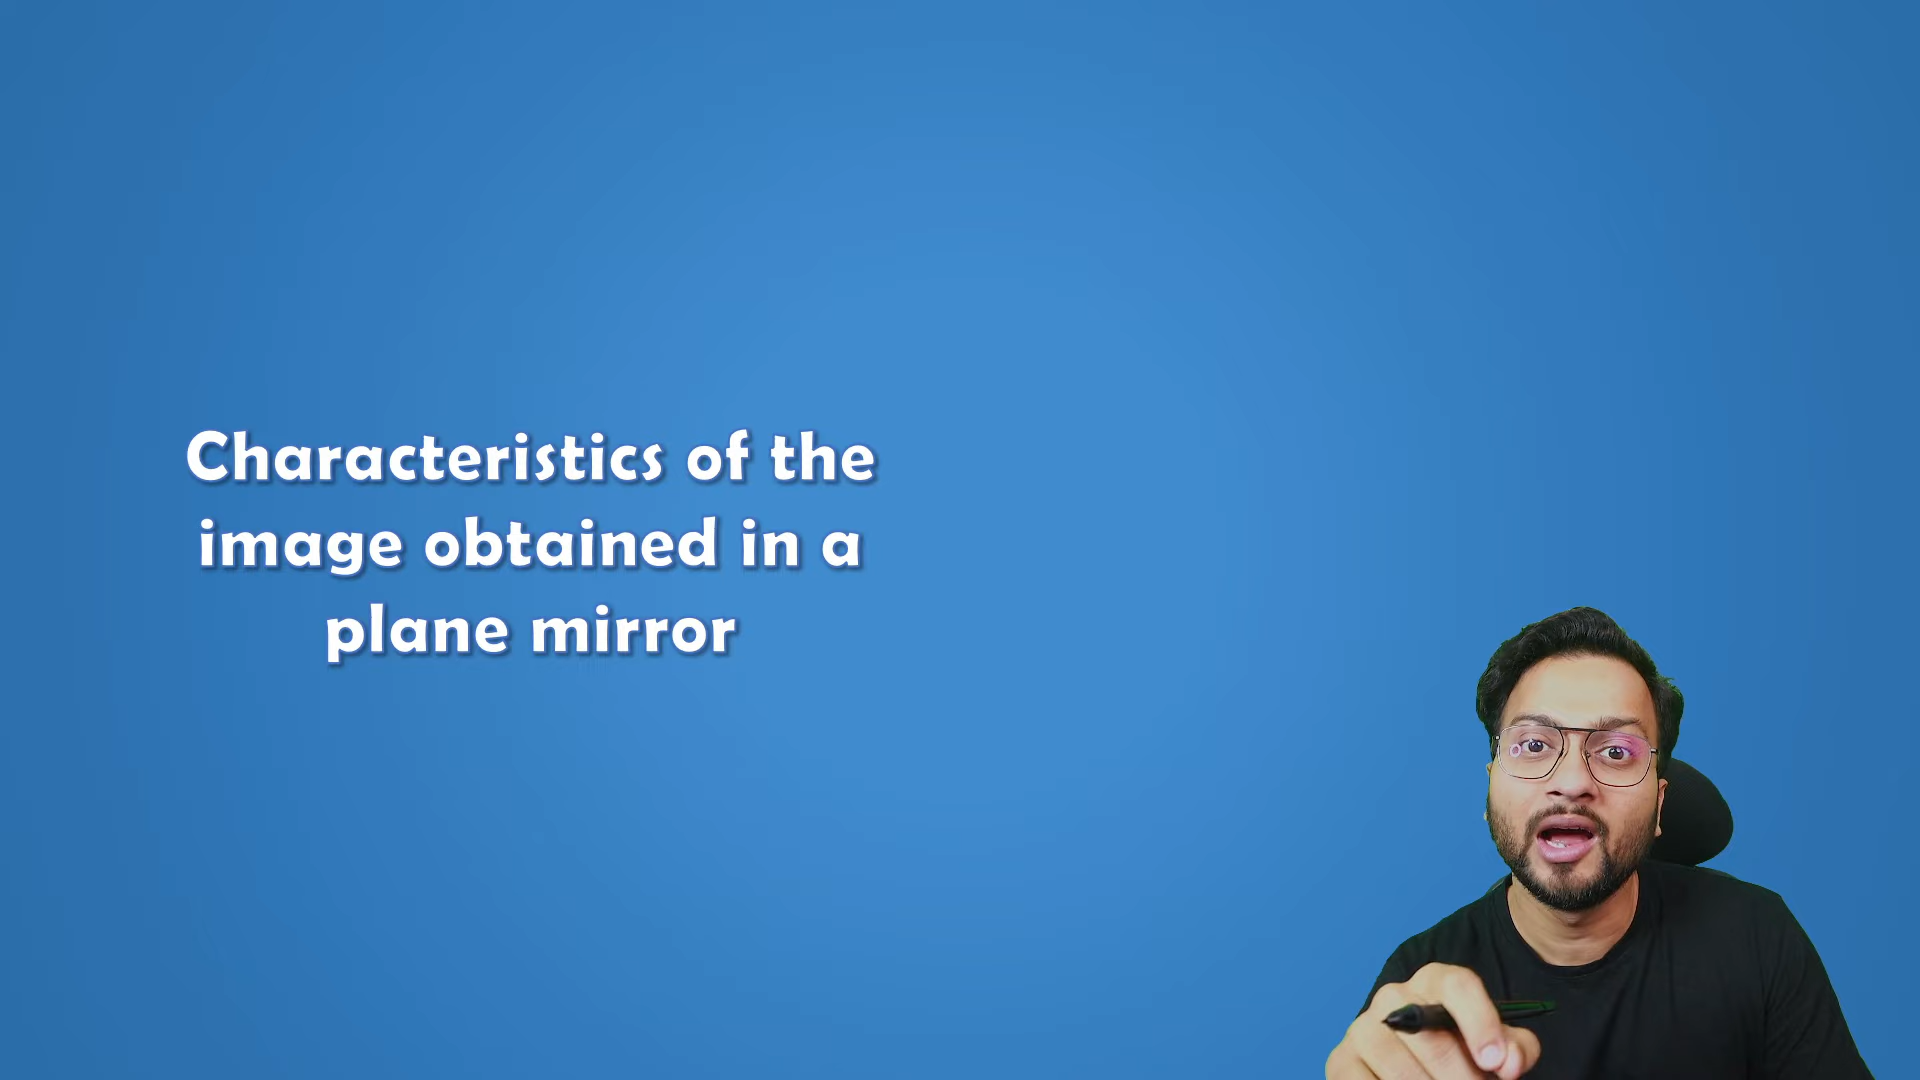 Characteristics of the
image obtained in a
plane mirror